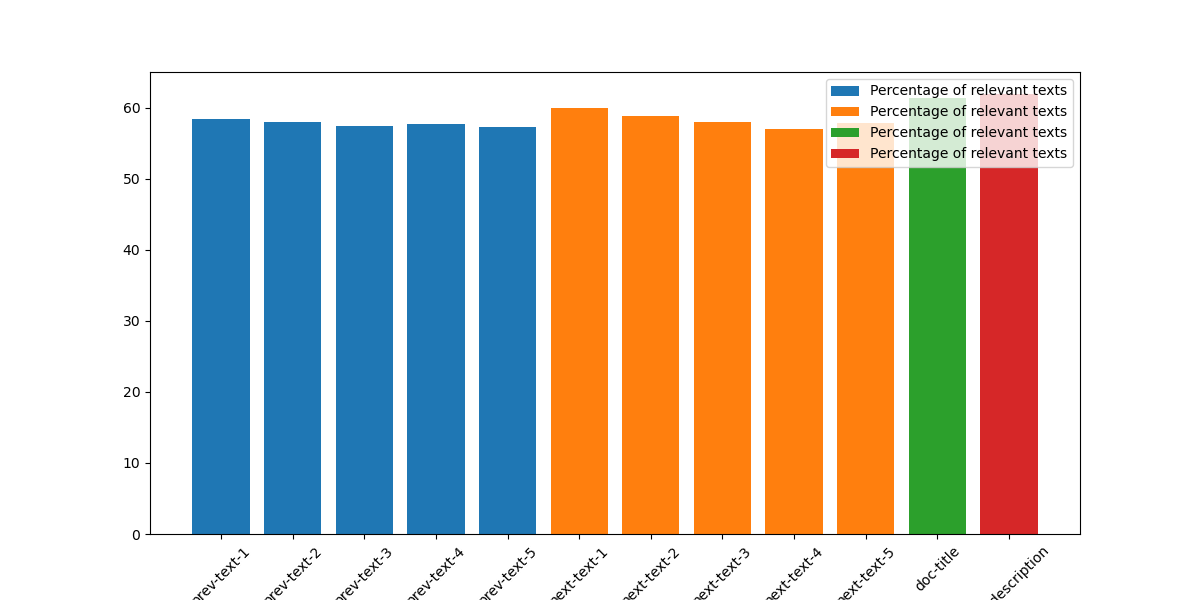 Percentage of relevant texts
Percentage of relevant texts
Percentage of relevant texts
Percentage of relevant texts
60
50
40
30
20
10
0
prev-text-1
prev-text-2
prev-text-3
prev-text-4
prev-text-5
next-text-1
next-text-2
next-text-3
next-text-4
next-text-5
doc-title
description